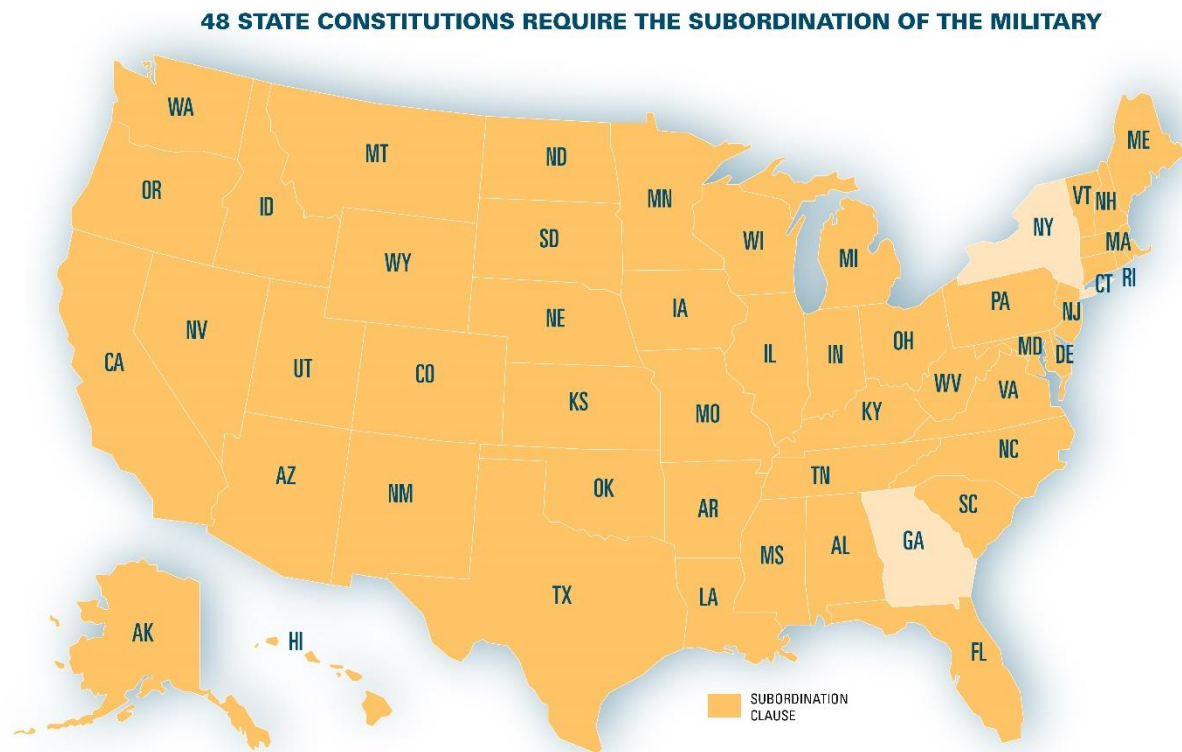 48 STATE CONSTITUTIONS REQUIRE THE SUBORDINATION OF THE MILITARY
WA
MT
ND
MN
ME
OR
ID
SD
WI
MI
VT
NH
NY
MA
WY
CT
RI
NE
IA
PA
NJ
NV
CA
UT
CO
KS
MO
IL
IN
OH
MD
DE
WV
VA
KY
NC
AZ
NM
OK
AR
TN
SC
MS
AL
GA
TX
LA
AK
HI
FL
SUBORDINATION
CLAUSE